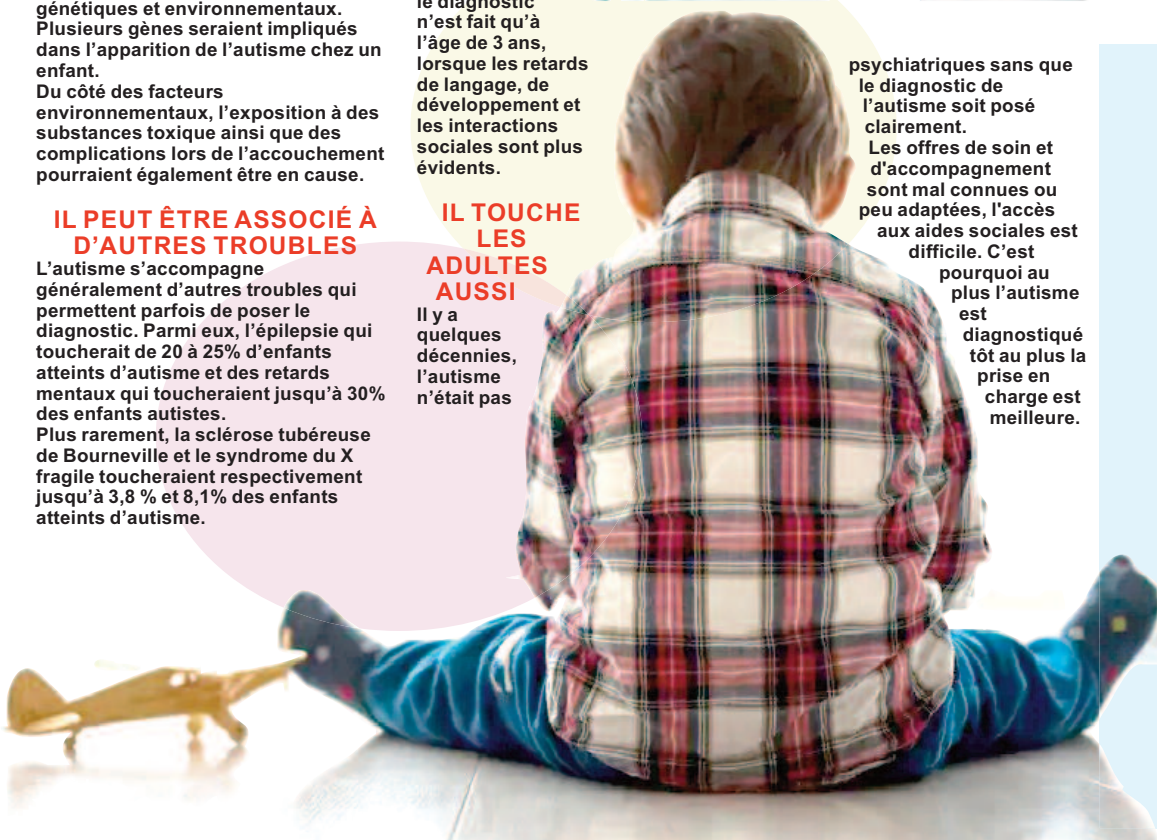 génétiques et environnementaux.
Plusieurs gènes seraient impliqués
dans l’apparition de l’autisme chez un
enfant.
Du côté des facteurs
environnementaux, l’exposition à des
substances toxique ainsi que des
complications lors de l’accouchement
pourraient également être en cause.
IL PEUT ÊTRE ASSOCIÉ À
D’AUTRES TROUBLES
L’autisme s’accompagne
généralement d’autres troubles qui
permettent parfois de poser le
diagnostic. Parmi eux, l’épilepsie qui
toucherait de 20 à 25% d’enfants
atteints d’autisme et des retards
mentaux qui toucheraient jusqu’à 30%
des enfants autistes.
Plus rarement, la sclérose tubéreuse
de Bourneville et le syndrome du X
fragile toucheraient respectivement
jusqu’à 3,8 % et 8,1% des enfants
atteints d’autisme.
le diagnostic
n’est fait qu’à
l’âge de 3 ans,
lorsque les retards
de langage, de
développement et
les interactions
sociales sont plus
évidents.
IL TOUCHE
LES
ADULTES
AUSSI
Il y a
quelques
décennies,
l’autisme
n’était pas
psychiatriques sans que
le diagnostic de
l’autisme soit posé
clairement.
Les offres de soin et
d'accompagnement
sont mal connues ou
peu adaptées, l'accès
aux aides sociales est
difficile. C’est
pourquoi au
plus l’autisme
est
diagnostiqué
tôt au plus la
prise en
charge est
meilleure.